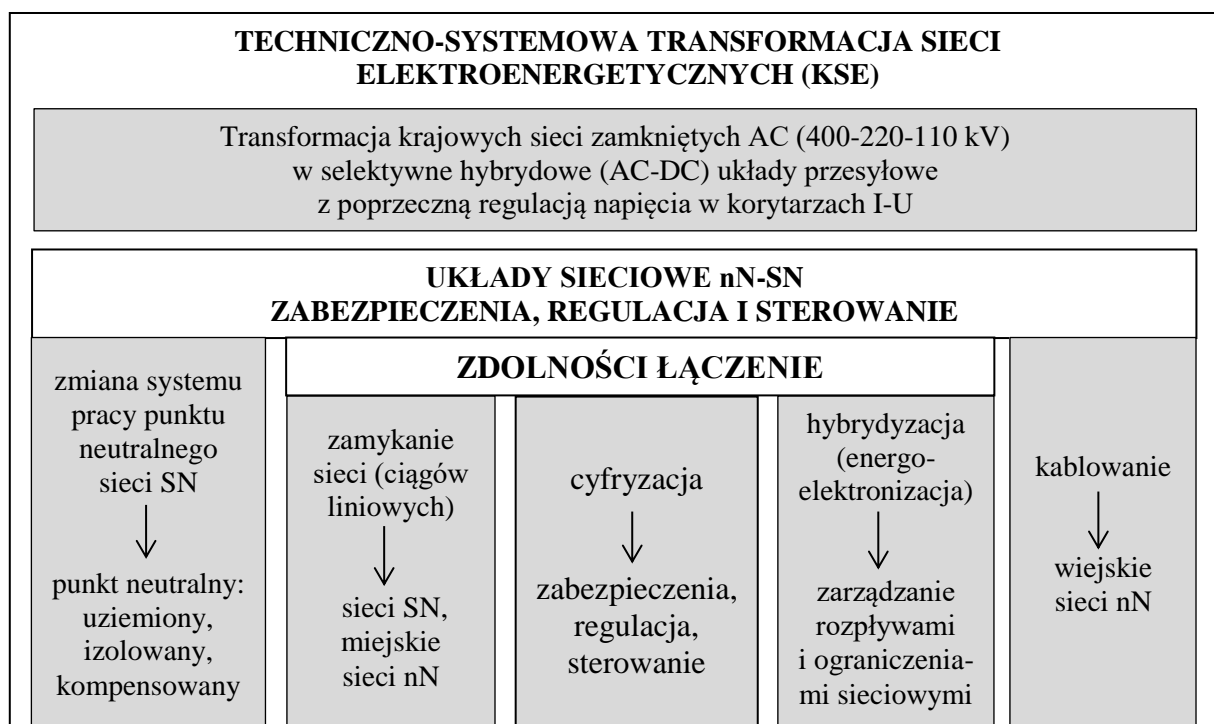 TECHNICZNO-SYSTEMOWA TRANSFORMACJA SIECI
ELEKTROENERGETYCZNYCH (KSE)
Transformacja krajowych sieci zamkniętych AC (400-220-110 kV)
w selektywne hybrydowe (AC-DC) układy przesyłowe
z poprzeczną regulacją napięcia w korytarzach I-U
UKŁADY SIECIOWE nN-SN
ZABEZPIECZENIA, REGULACJA I STEROWANIE
ZDOLNOŚCI ŁĄCZENIE
zmiana systemu
pracy punktu
neutralnego
sieci SN
punkt neutralny:
uziemiony,
izolowany,
kompensowany
zamykanie
sieci (ciągów
liniowych)
sieci SN,
miejskie
sieci nN
cyfryzacja
zabezpieczenia,
regulacja,
sterowanie
hybrydyzacja
(energo-
elektronizacja)
zarządzanie
rozpływami
i ograniczenia-
mi sieciowymi
kablowanie
wiejskie
sieci nN